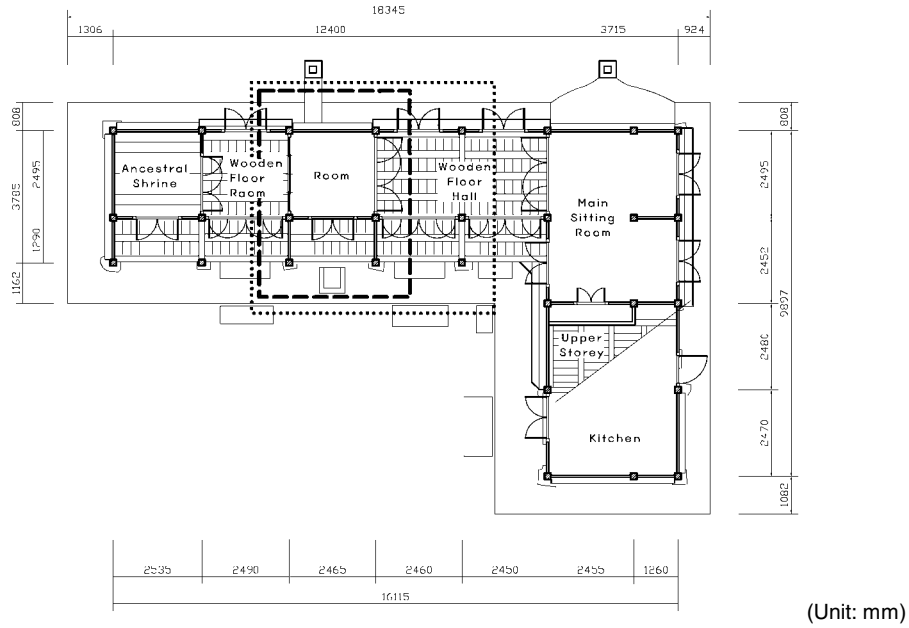 18345
1306 12400 3715 924
808
2495
3785
1290
1162
Ancestral
Shrine
Wooden
Floor
Room
Room
Wooden
Floor
Hall
Main
Sitting
Room
Upper
Storey
Kitchen
808
2495
2452
9897
2480
2470
1082
2535 2490 2465 2460 2450 2455 1260
16115
(Unit: mm)